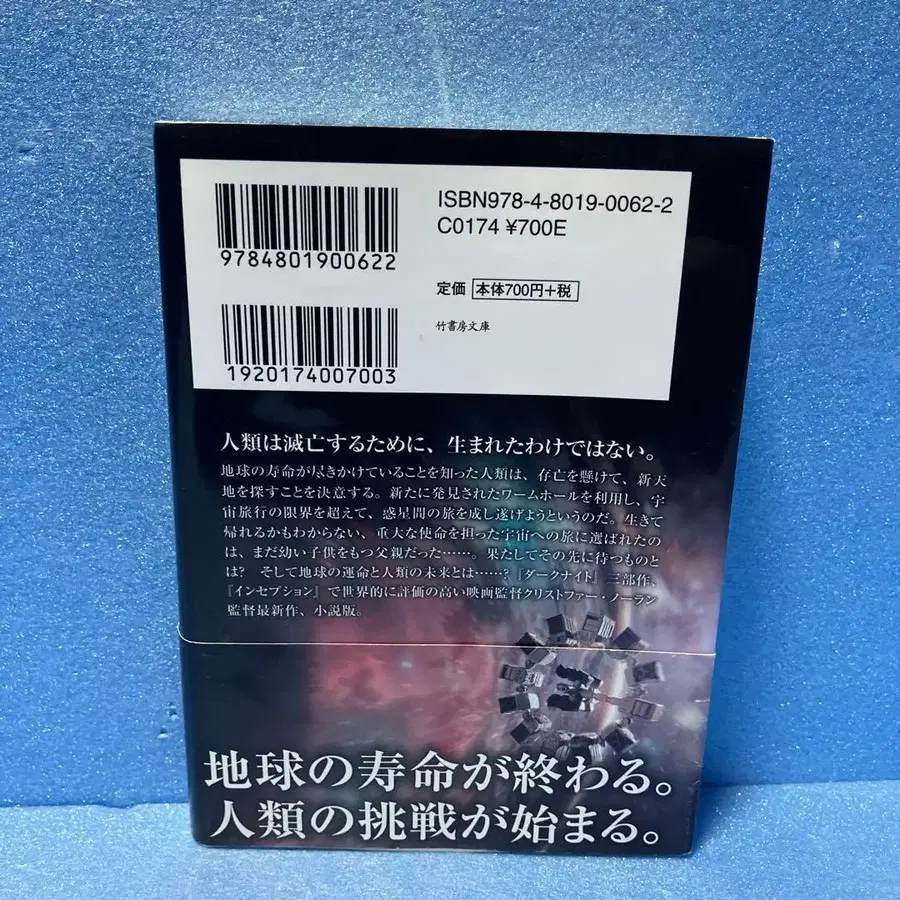 ISBN978-4-8019-0062-2
C0174 ¥700E
9784801900622
定価 本体700円+税
竹書房文庫
1920174007003
人類は滅亡するために、生まれたわけではない。
地球の寿命が尽きかけていることを知った人類は、存亡を懸けて、新天
地を探すことを決意する。新たに発見されたワームホールを利用し、宇
宙旅行の限界を超えて、惑星間の旅を成し遂げようというのだ。生きて
帰れるかもわからない、重大な使命を担った宇宙への旅に選ばれたの
は、まだ幼い子供をもつ父親だった……。果たしてその先に待つものと
は? そして地球の運命と人類の未来とは……?『ダークナイト』三部作、
『インセプション』で世界的に評価の高い映画監督クリストファー・ノーラン
監督最新作、小説版。
地球の寿命が終わる。
人類の挑戦が始まる。